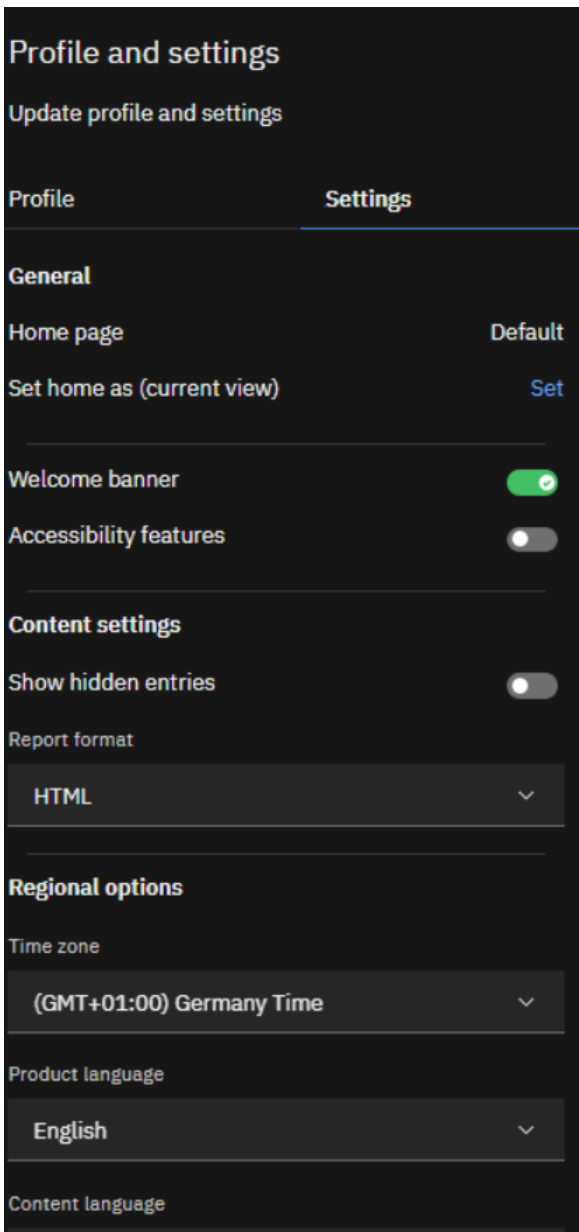 Profile and settings
Update profile and settings
Profile
Settings
General
Home page
Default
Set home as (current view)
Set
Welcome banner
Accessibility features
Content settings
Show hidden entries
Report format
HTML
Regional options
Time zone
(GMT+01:00) Germany Time
Product language
English
Content language